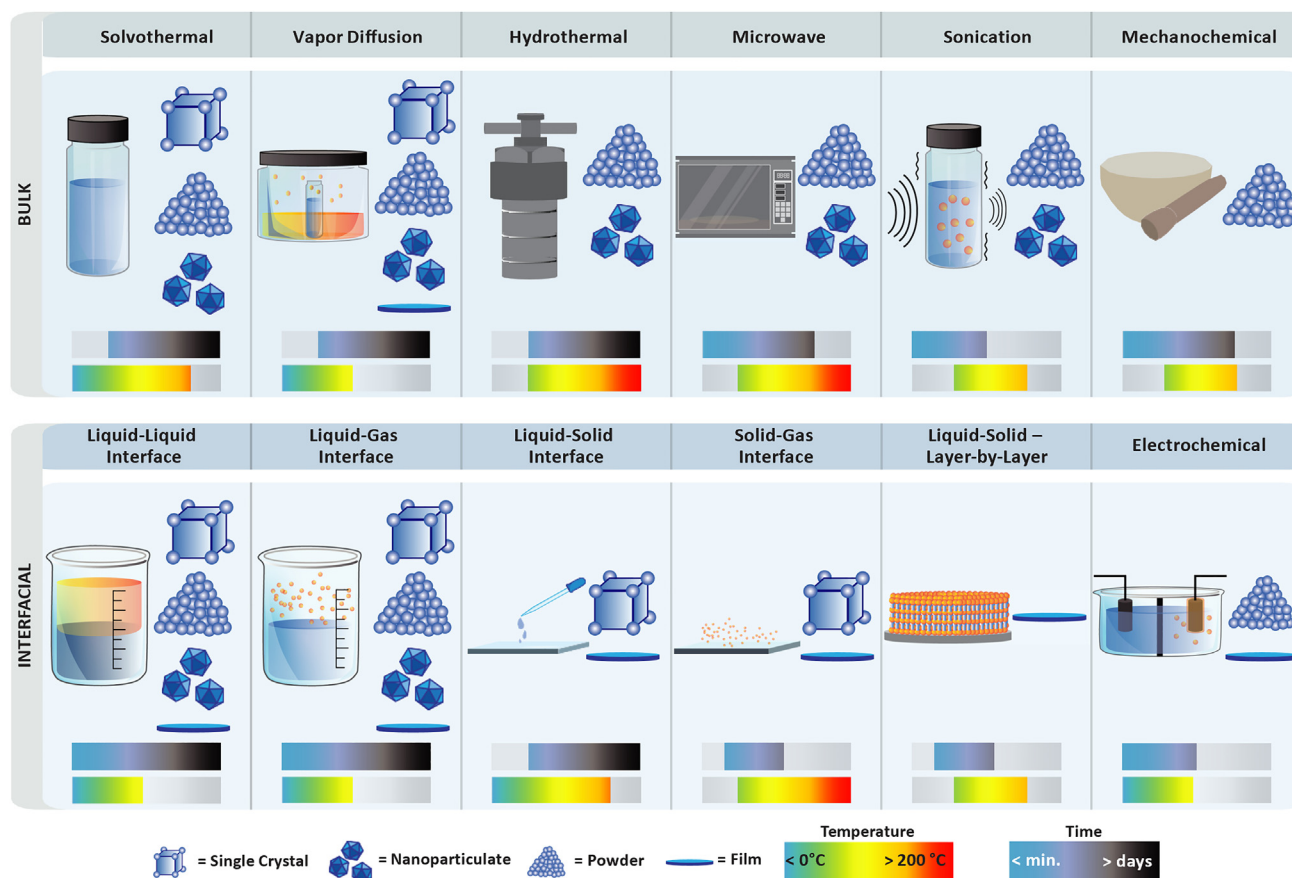 Solvothermal
Vapor Diffusion
Hydrothermal
Microwave
Sonication
Mechanochemical
BULK
Liquid-Liquid
Interface
Liquid-Gas
Interface
Liquid-Solid
Interface
Solid-Gas
Interface
Liquid-Solid –
Layer-by-Layer
Electrochemical
INTERFACIAL
= Single Crystal
= Nanoparticulate
= Powder
= Film
Temperature
< 0°C
> 200 °C
Time
< min.
> days